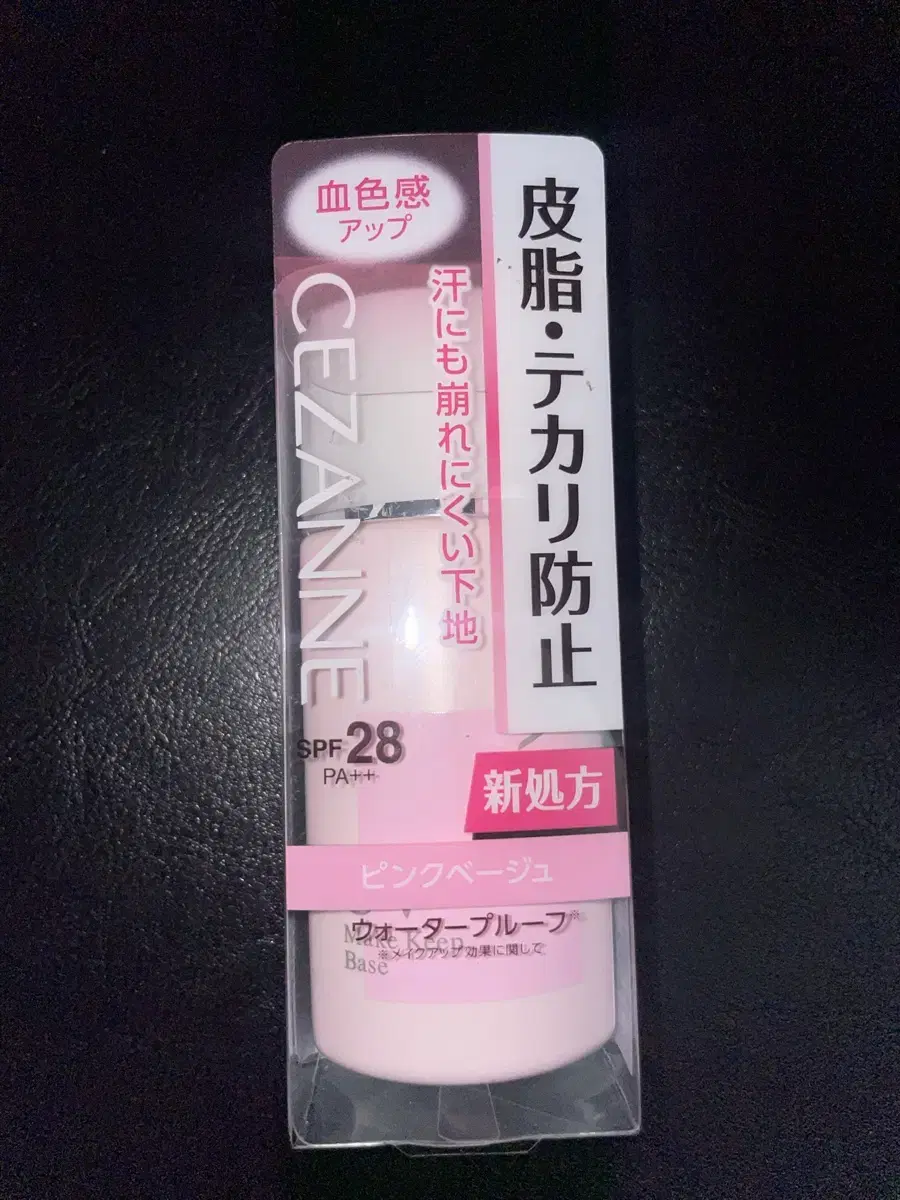 血色感
アップ
皮脂・テカリ防止
汗にも崩れにくい下地
CEZANNE
SPF 28
PA++
新処方
ピンクベージュ
ウォータープルーフ※
※メイクアップ効果に関して
Make Keep
Base